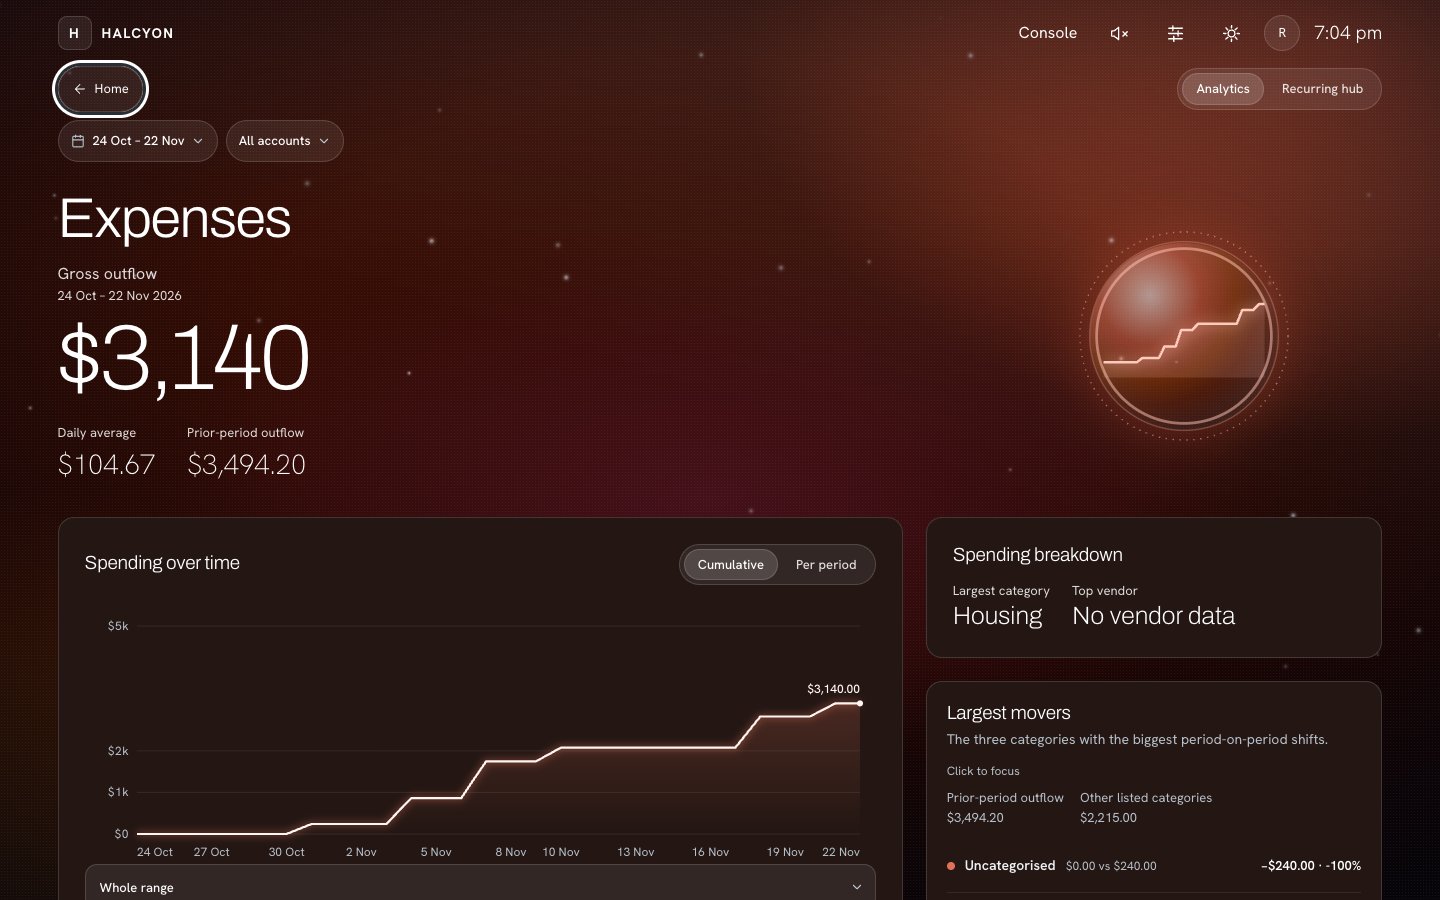 H HALCYON
Console
R 7:04 pm
Home
Analytics Recurring hub
24 Oct – 22 Nov All accounts
Expenses
Gross outflow
24 Oct – 22 Nov 2026
$3,140
Daily average Prior-period outflow
$104.67 $3,494.20
Spending over time
Cumulative Per period
$5k
$3,140.00
$2k
$1k
$0
24 Oct 27 Oct 30 Oct 2 Nov 5 Nov 8 Nov 10 Nov 13 Nov 16 Nov 19 Nov 22 Nov
Whole range
Spending breakdown
Largest category Top vendor
Housing No vendor data
Largest movers
The three categories with the biggest period-on-period shifts.
Click to focus
Prior-period outflow Other listed categories
$3,494.20 $2,215.00
Uncategorised $0.00 vs $240.00 −$240.00 · -100%